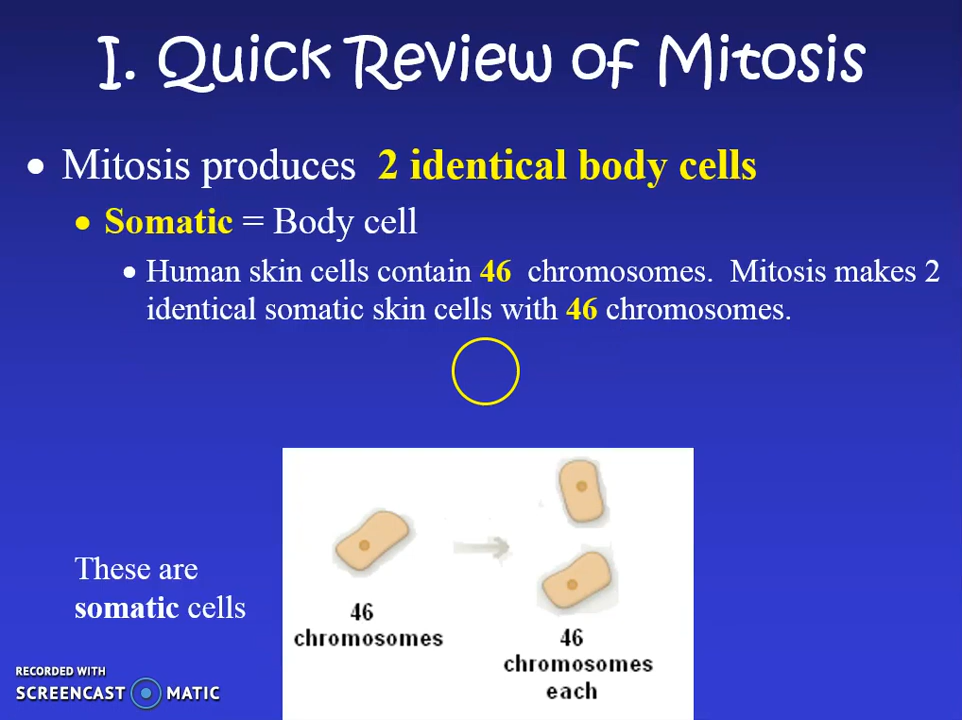 I. Quick Review of Mitosis
• Mitosis produces 2 identical body cells
• Somatic = Body cell
• Human skin cells contain 46 chromosomes. Mitosis makes 2
identical somatic skin cells with 46 chromosomes.
These are
somatic cells
46
chromosomes
46
chromosomes
each
RECORDED WITH
SCREENCAST MATIC